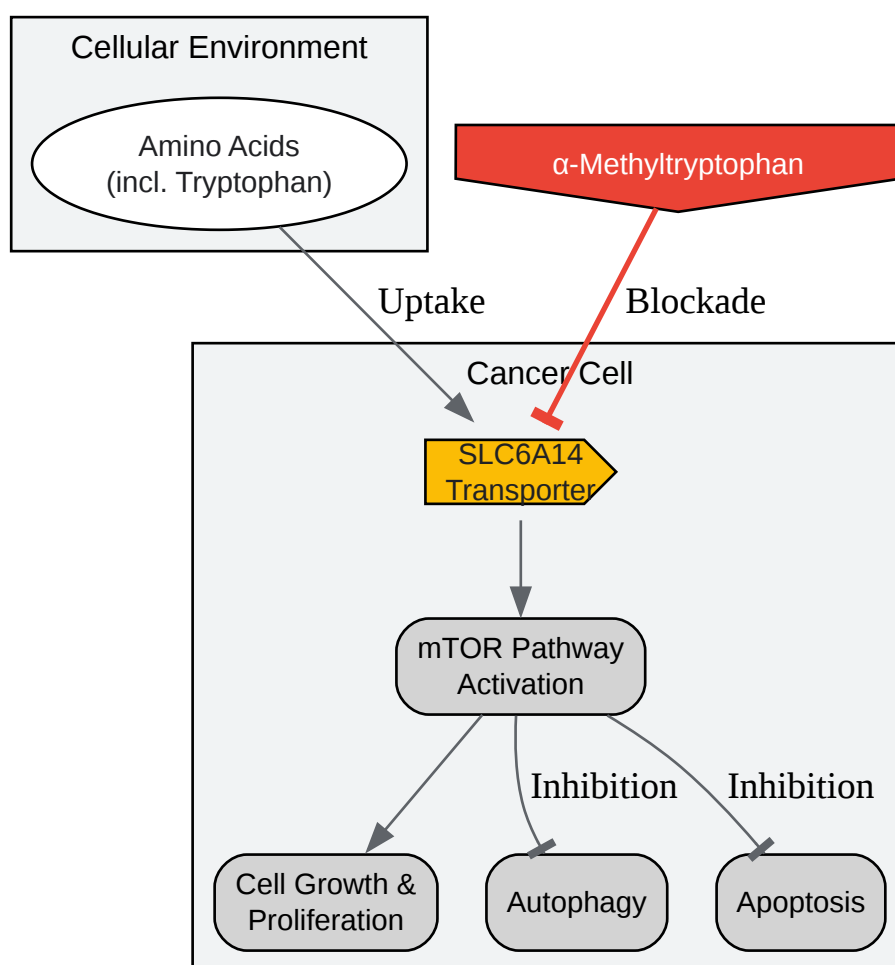 Cellular Environment
Amino Acids
(incl. Tryptophan)
α-Methyltryptophan
Uptake
Blockade
Cancer Cell
SLC6A14
Transporter
mTOR Pathway
Activation
Inhibition
Inhibition
Cell Growth &
Proliferation
Autophagy
Apoptosis